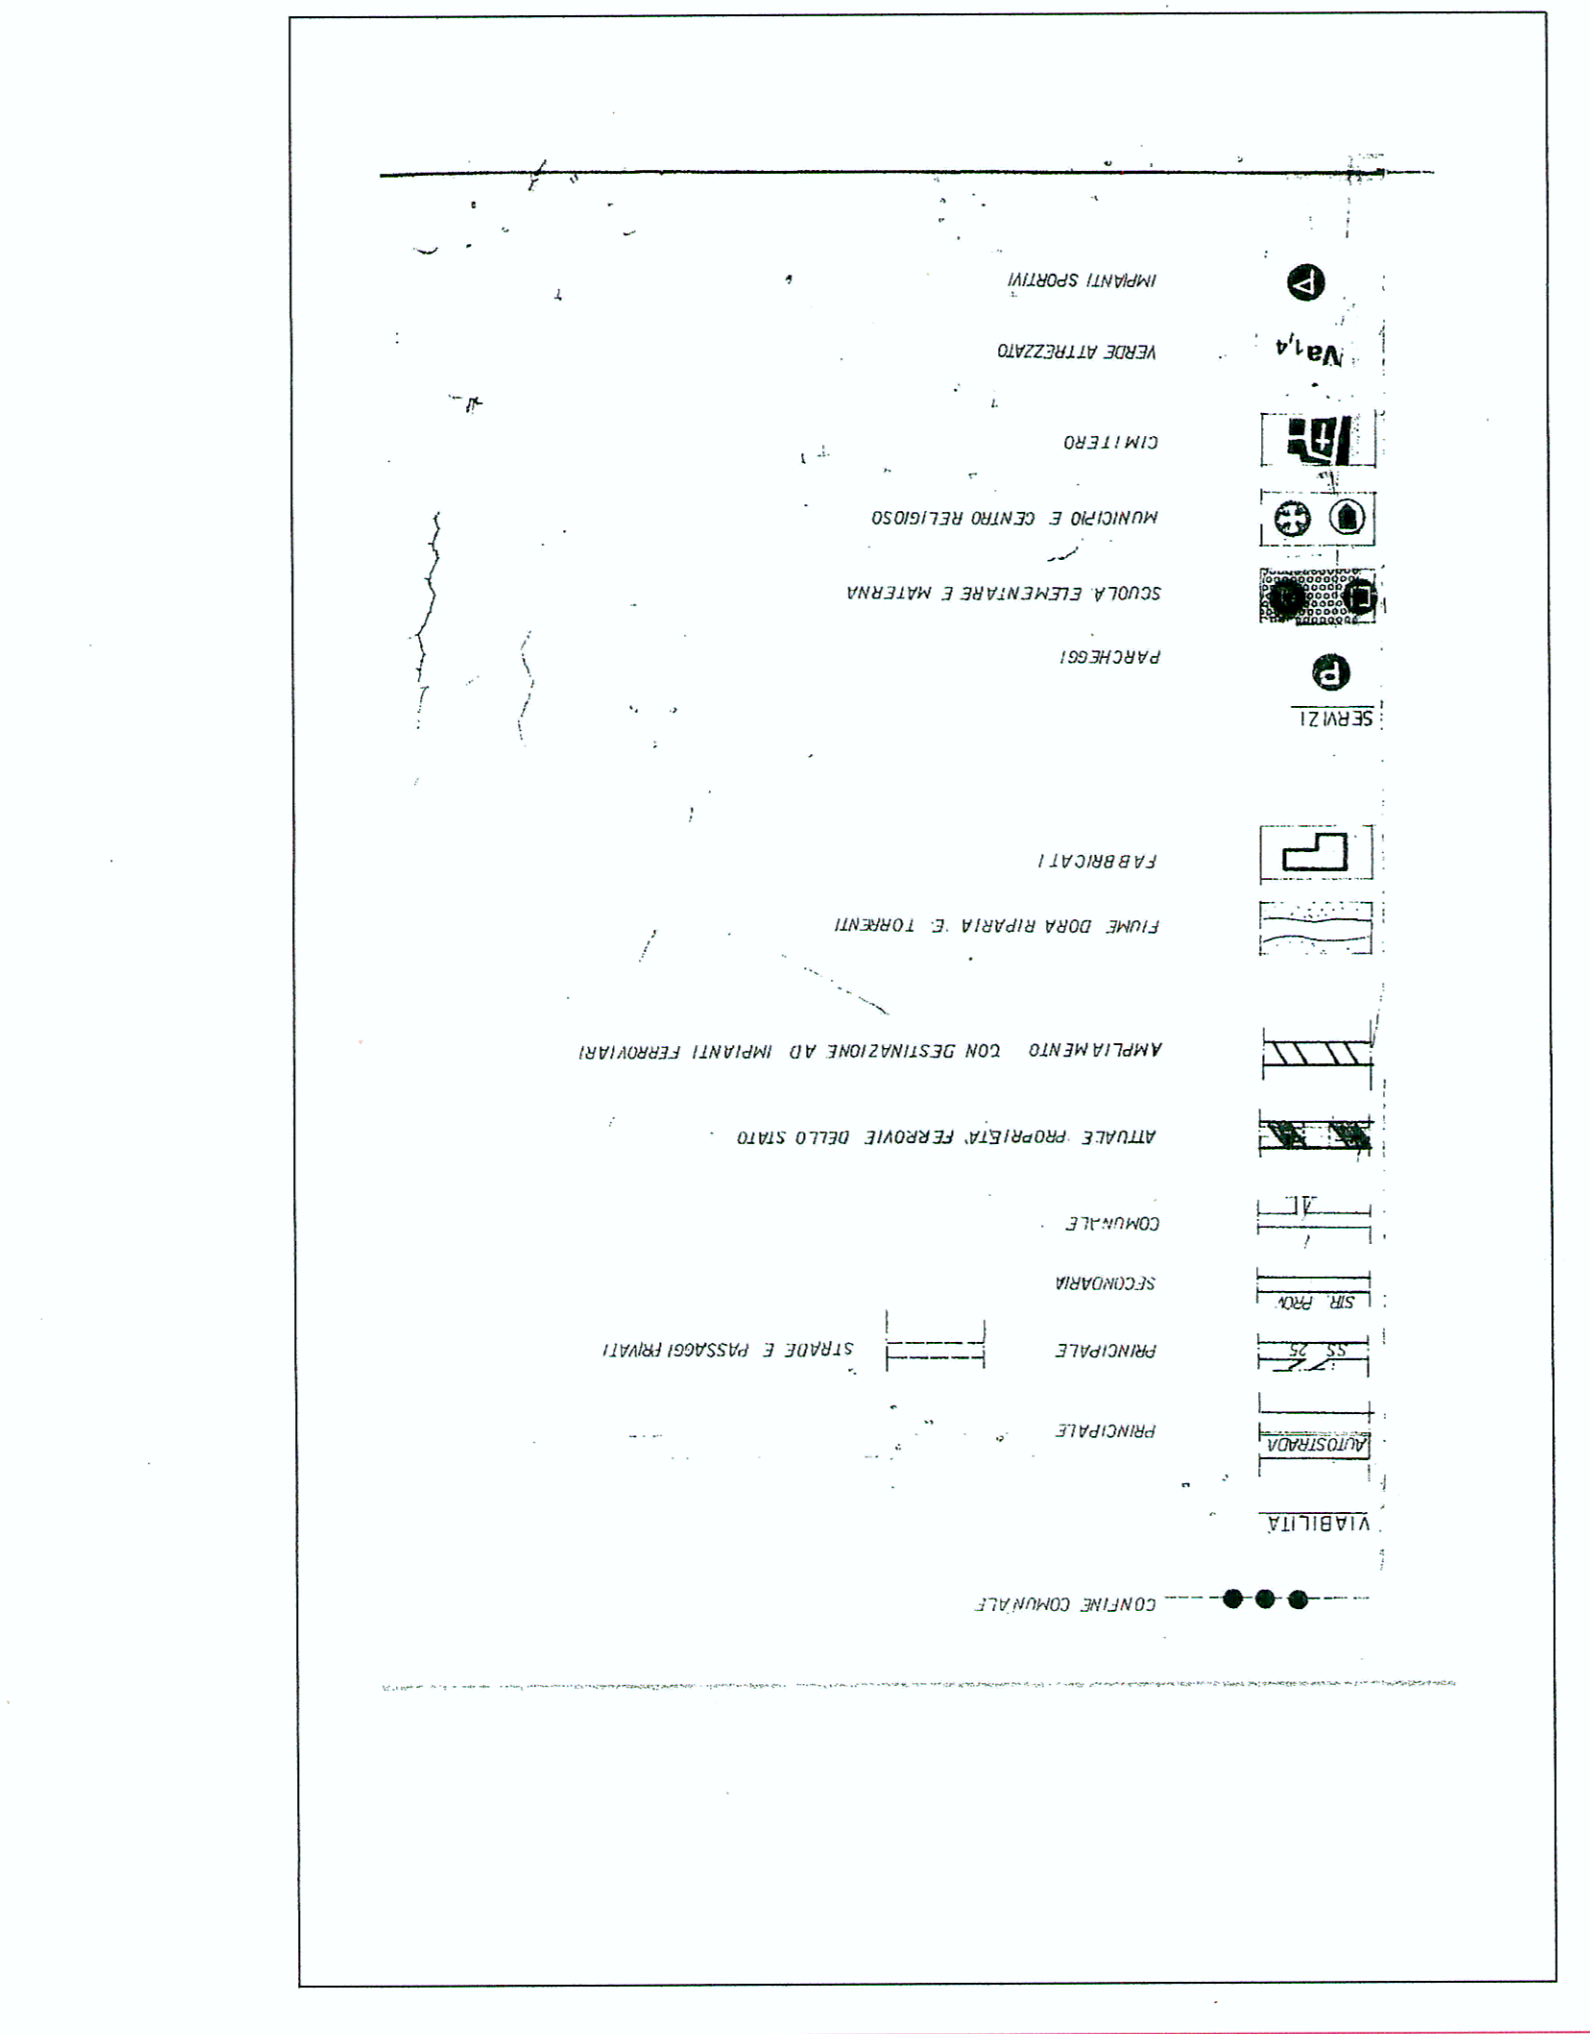 CONFINE COMUNALE
VIABILITÀ
AUTOSTRADA PRINCIPALE
SS 25 PRINCIPALE STRADE E PASSAGGI PRIVATI
STR. PROV. SECONDARIA
COMUNALE
ATTUALE PROPRIETA' FERROVIE DELLO STATO
AMPLIAMENTO CON DESTINAZIONE AD IMPIANTI FERROVIARI
FIUME DORA RIPARIA E TORRENTI
FABBRICATI
SERVIZI
P PARCHEGGI
SCUOLA ELEMENTARE E MATERNA
MUNICIPIO E CENTRO RELIGIOSO
CIMITERO
Va1,4 VERDE ATTREZZATO
IMPIANTI SPORTIVI